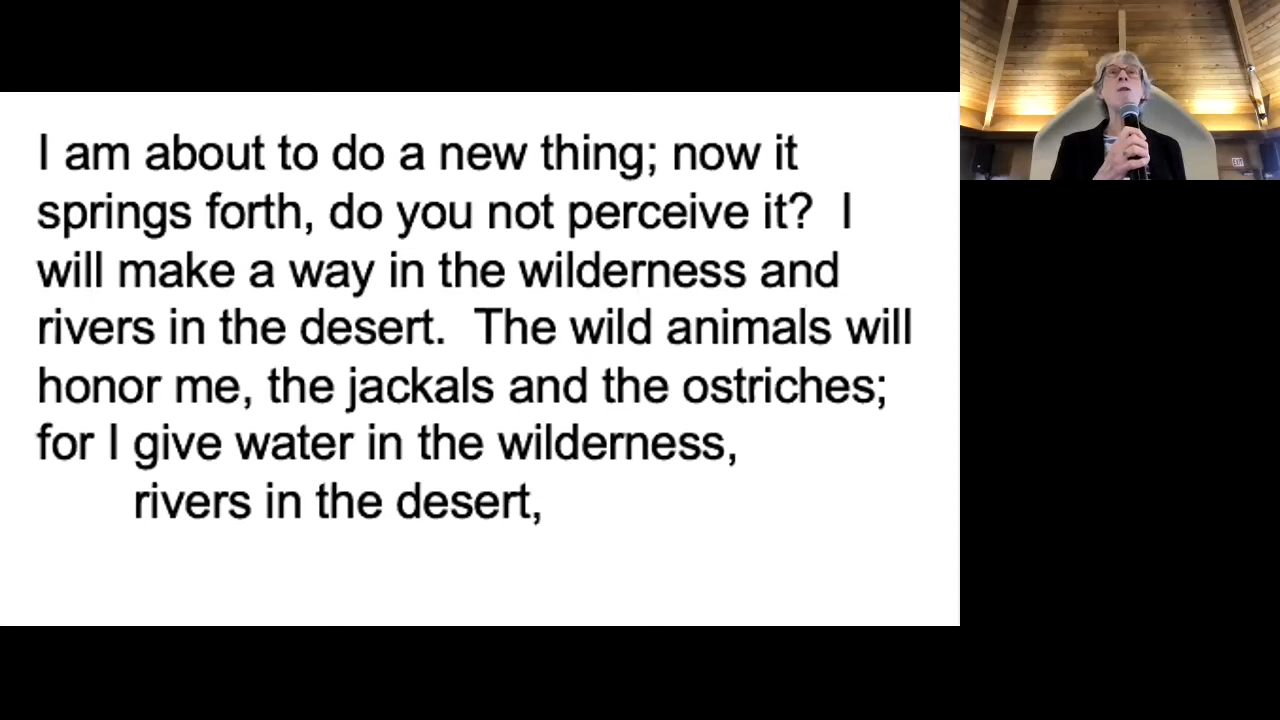 I am about to do a new thing; now it
springs forth, do you not perceive it?  I
will make a way in the wilderness and
rivers in the desert.  The wild animals will
honor me, the jackals and the ostriches;
for I give water in the wilderness,
rivers in the desert,
EXIT